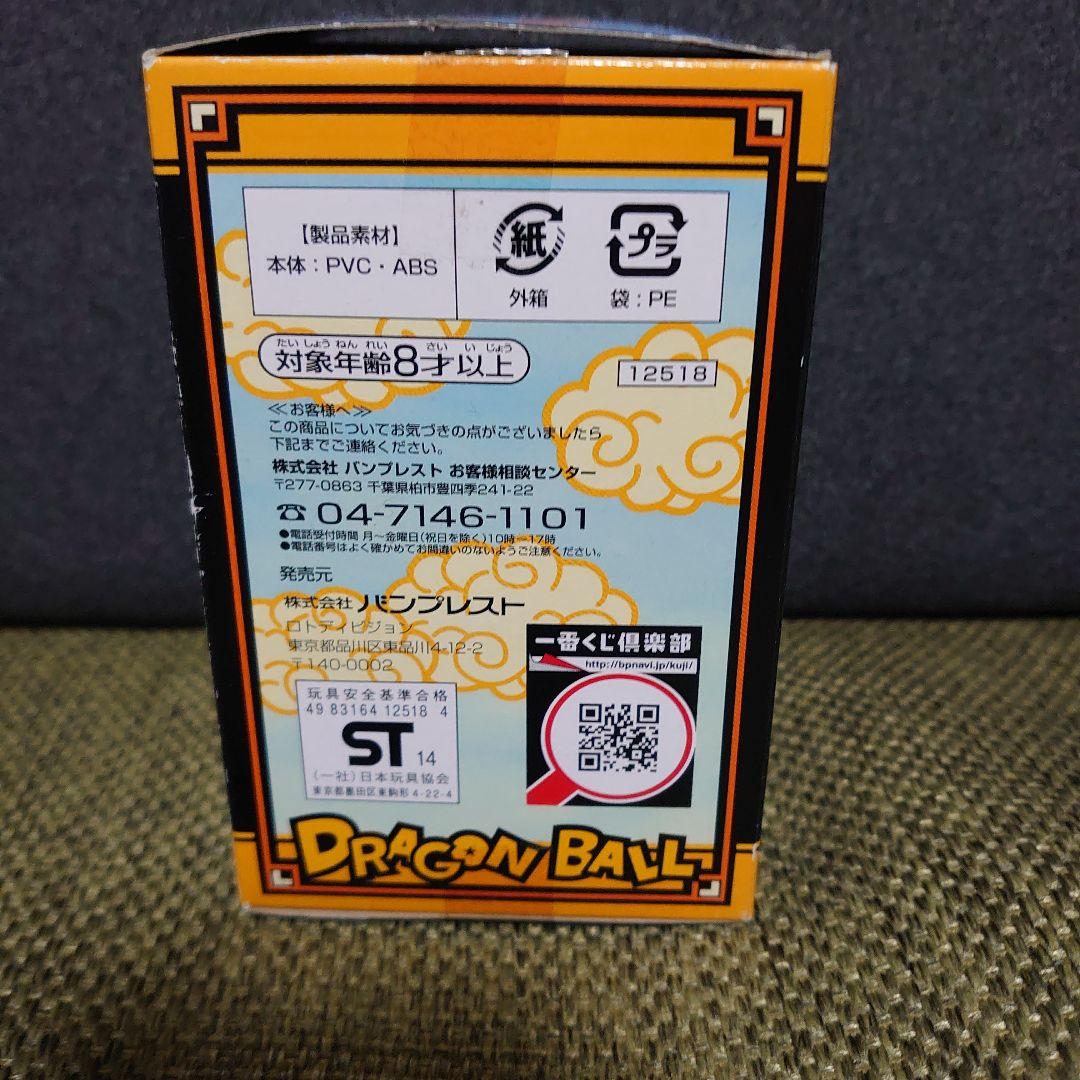 【製品素材】
本体：PVC・ABS
紙
外箱
プラ
袋：PE
たいしょうねんれい さいいじょう
対象年齢8才以上
12518
≪お客様へ≫
この商品についてお気づきの点がございましたら
下記までご連絡ください。
株式会社 バンプレスト お客様相談センター
〒277-0863 千葉県柏市豊四季241-22
☎ 04-7146-1101
●電話受付時間 月～金曜日(祝日を除く)10時～17時
●電話番号はよく確かめてお間違いのないようご注意ください。
発売元
株式会社 バンプレスト
ロトディビジョン
東京都品川区東品川4-12-2
〒140-0002
一番くじ倶楽部
http://bpnavi.jp/kuji/
玩具安全基準合格
49 83164 12518 4
ST 14
(一社)日本玩具協会
東京都墨田区東駒形4-22-4
DRAGON BALL